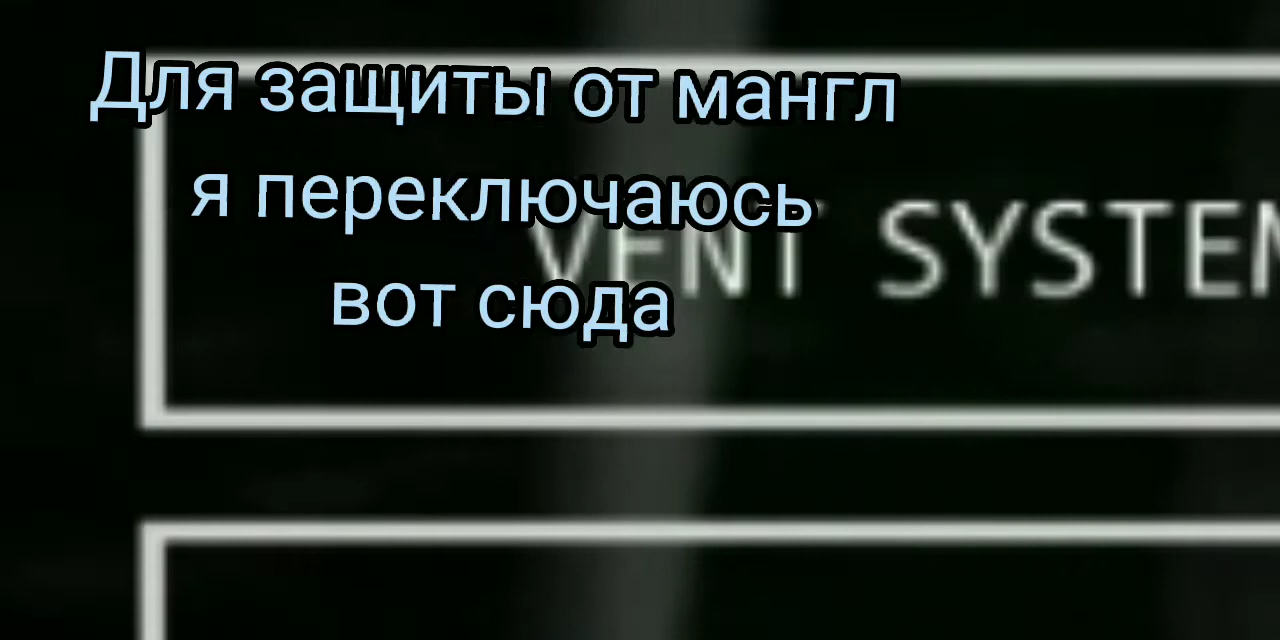 Для защиты от мангл
я переключаюсь
VENT SYSTEM
вот сюда